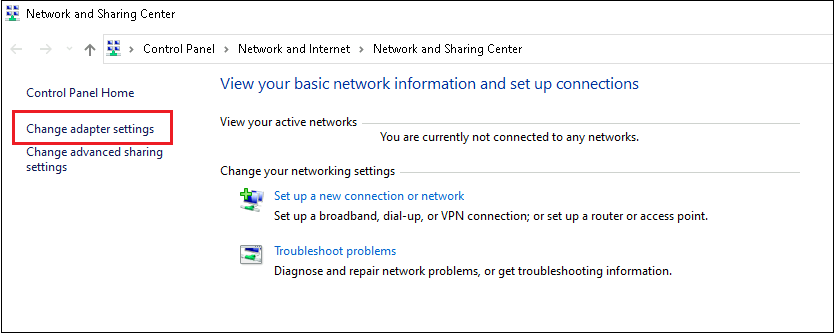 Network and Sharing Center
Control Panel > Network and Internet > Network and Sharing Center
Control Panel Home
Change adapter settings
Change advanced sharing
settings
View your basic network information and set up connections
View your active networks
You are currently not connected to any networks.
Change your networking settings
Set up a new connection or network
Set up a broadband, dial-up, or VPN connection; or set up a router or access point.
Troubleshoot problems
Diagnose and repair network problems, or get troubleshooting information.